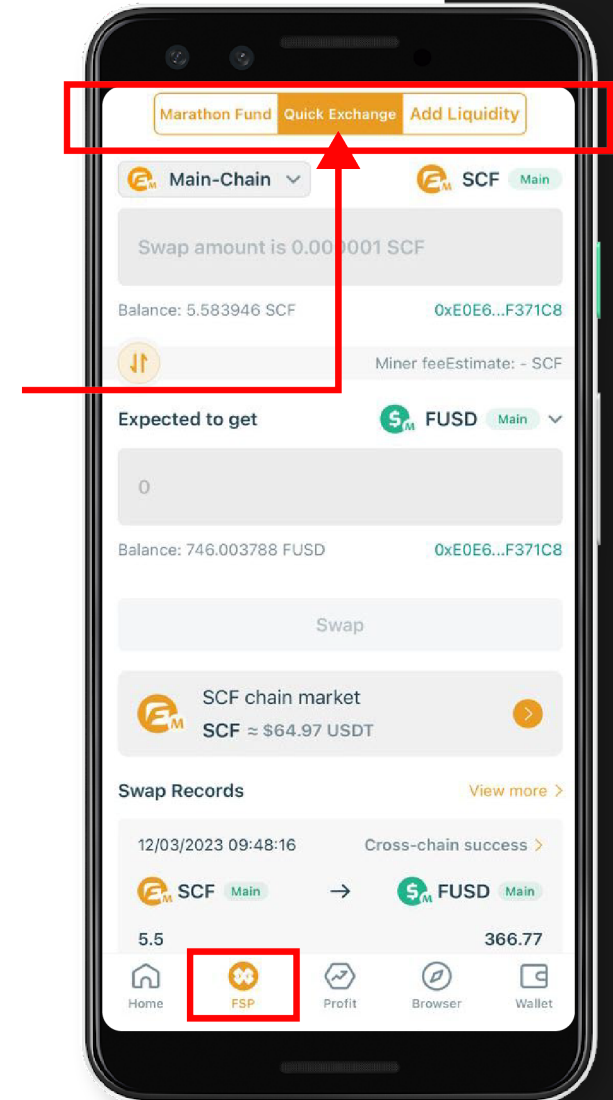 Marathon Fund Quick Exchange Add Liquidity
Main-Chain SCF Main
Swap amount is 0.000001 SCF
Balance: 5.583946 SCF 0xE0E6...F371C8
Miner feeEstimate: - SCF
Expected to get FUSD Main
0
Balance: 746.003788 FUSD 0xE0E6...F371C8
Swap
SCF chain market
SCF ≈ $64.97 USDT
Swap Records View more >
12/03/2023 09:48:16 Cross-chain success >
SCF Main → FUSD Main
5.5 366.77
Home FSP Profit Browser Wallet